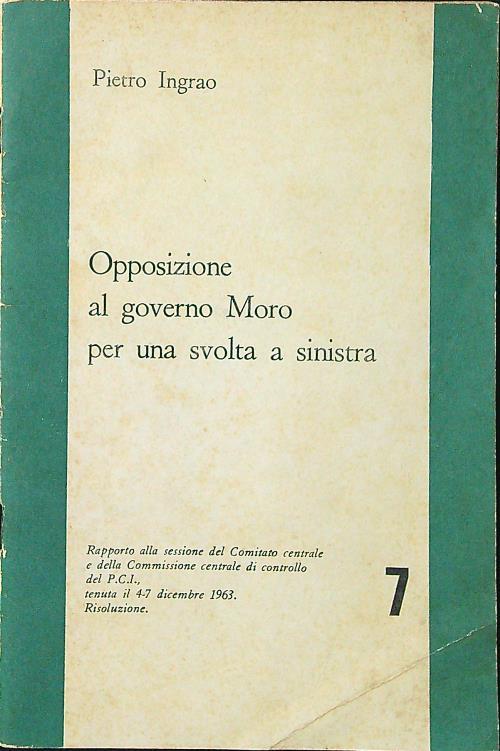 Pietro Ingrao
Opposizione
al governo Moro
per una svolta a sinistra
Rapporto alla sessione del Comitato centrale
e della Commissione centrale di controllo
del P.C.I.,
tenuta il 4-7 dicembre 1963.
Risoluzione.
7